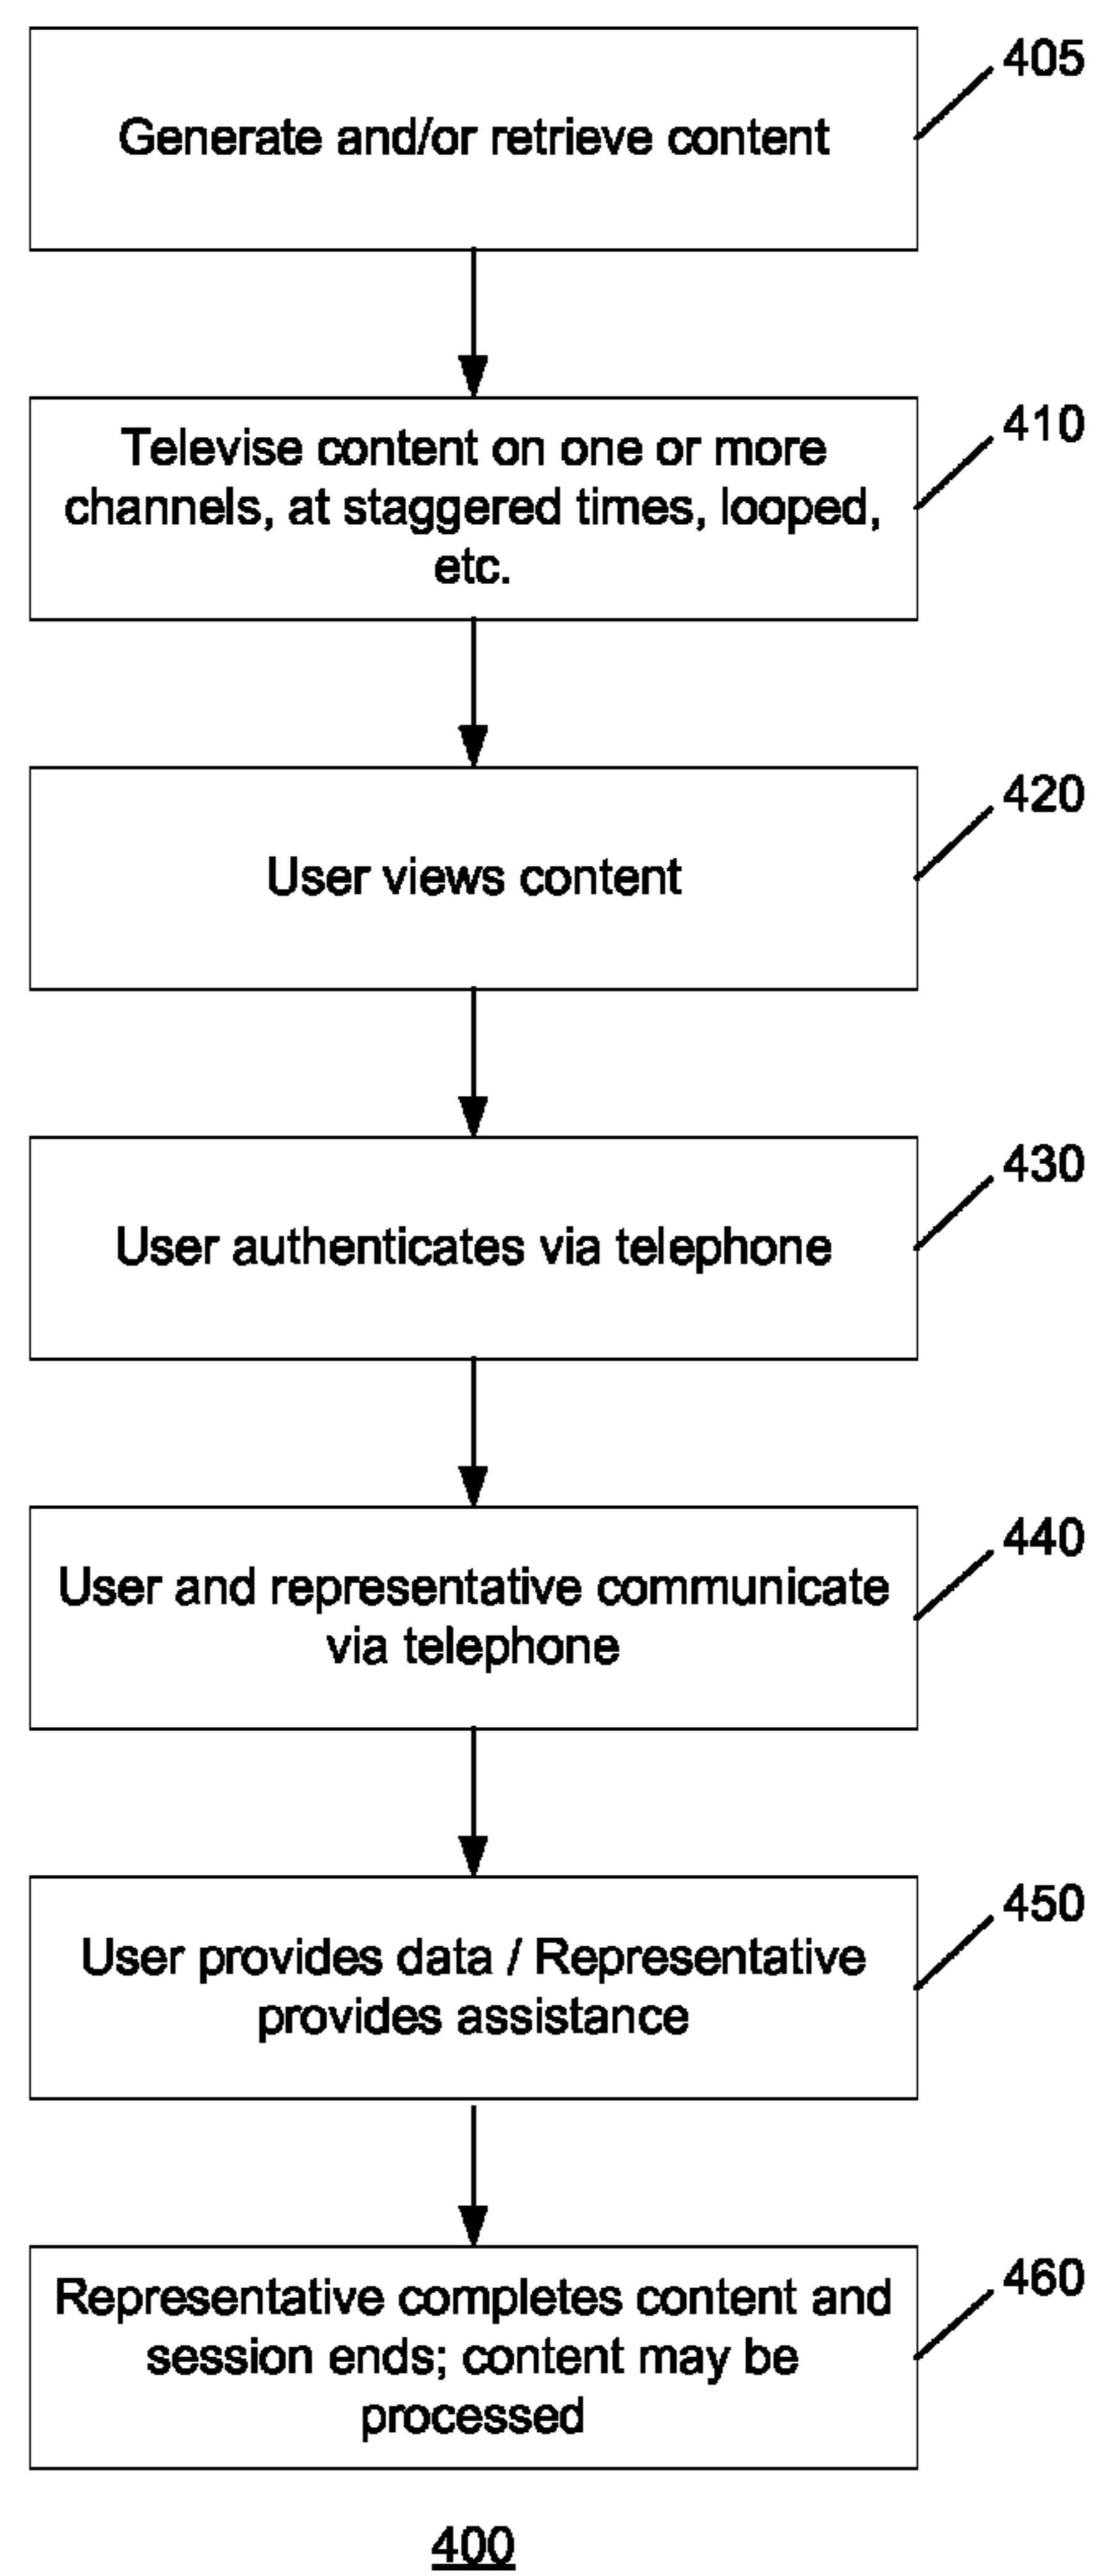 405
Generate and/or retrieve content
410
Televise content on one or more
channels, at staggered times, looped,
etc.
420
User views content
430
User authenticates via telephone
440
User and representative communicate
via telephone
450
User provides data / Representative
provides assistance
460
Representative completes content and
session ends; content may be
processed
400